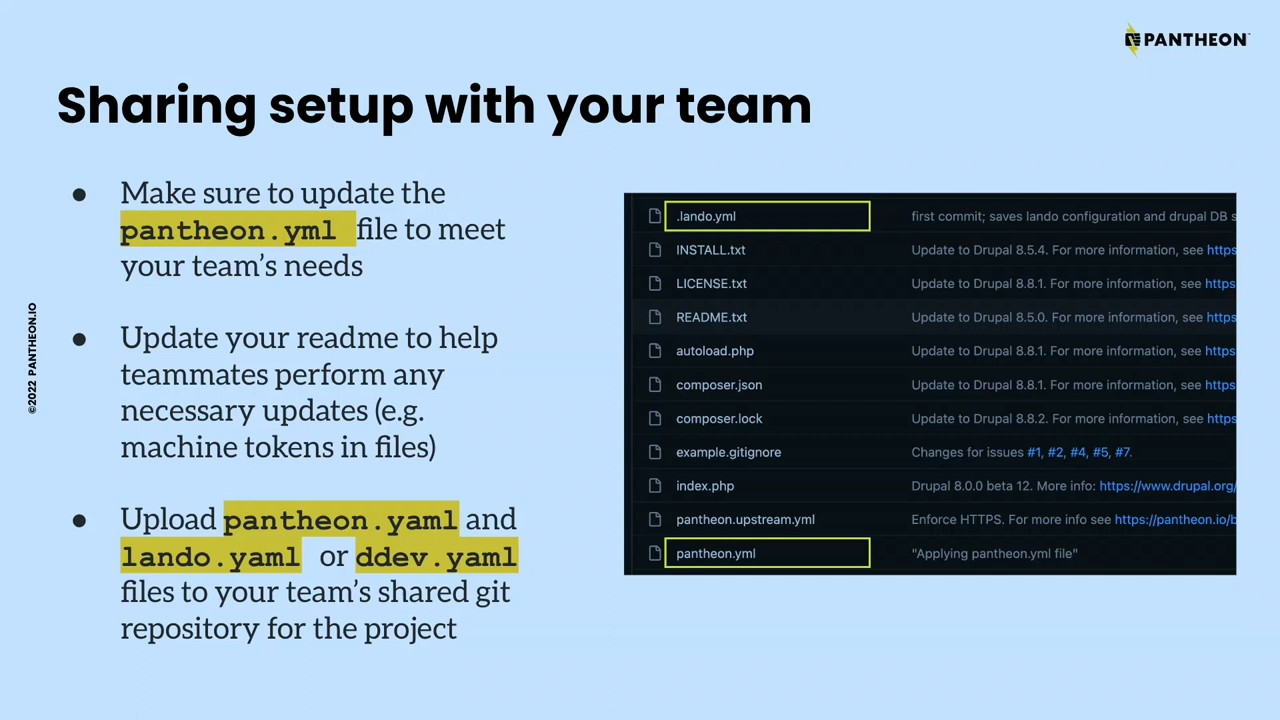 PANTHEON
Sharing setup with your team
● Make sure to update the
pantheon.yml file to meet
your team's needs
● Update your readme to help
teammates perform any
necessary updates (e.g.
machine tokens in files)
● Upload pantheon.yaml and
lando.yaml or ddev.yaml
files to your team's shared git
repository for the project
.lando.yml first commit; saves lando configuration and drupal DB s
INSTALL.txt Update to Drupal 8.5.4. For more information, see https
LICENSE.txt Update to Drupal 8.8.1. For more information, see https
README.txt Update to Drupal 8.5.0. For more information, see https
autoload.php Update to Drupal 8.8.1. For more information, see https
composer.json Update to Drupal 8.8.1. For more information, see https
composer.lock Update to Drupal 8.8.2. For more information, see https
example.gitignore Changes for issues #1, #2, #4, #5, #7.
index.php Drupal 8.0.0 beta 12. More info: https://www.drupal.org/
pantheon.upstream.yml Enforce HTTPS. For more info see https://pantheon.io/b
pantheon.yml "Applying pantheon.yml file"
©2022 PANTHEON.IO